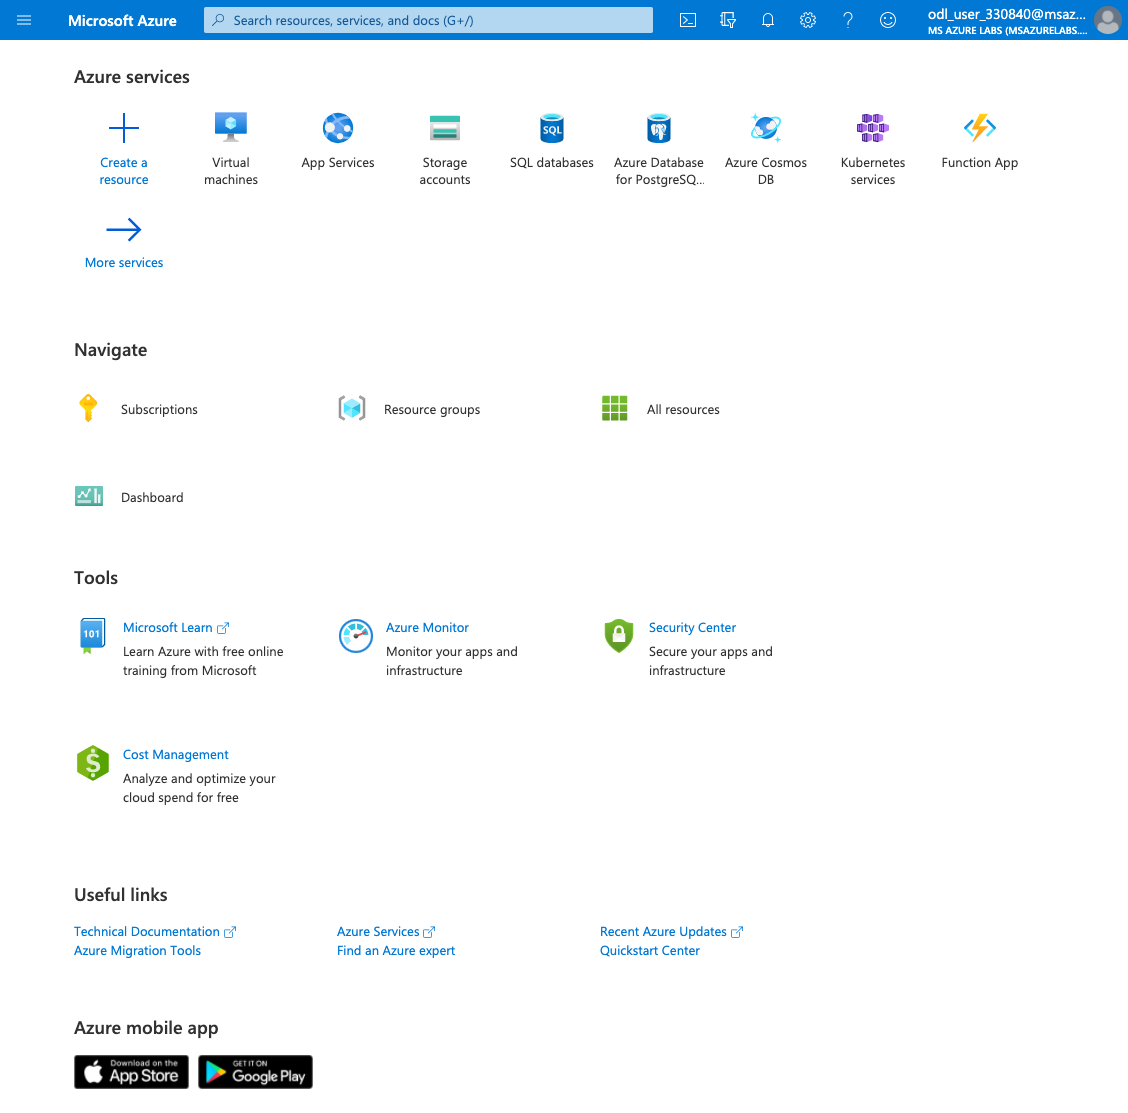 Microsoft Azure
Search resources, services, and docs (G+/)
odl_user_330840@msaz...
MS AZURE LABS (MSAZURELABS....
Azure services
Create a
resource
Virtual
machines
App Services
Storage
accounts
SQL
SQL databases
Azure Database
for PostgreSQ...
Azure Cosmos
DB
Kubernetes
services
Function App
More services
Navigate
Subscriptions
Resource groups
All resources
Dashboard
Tools
101
Microsoft Learn
Learn Azure with free online
training from Microsoft
Azure Monitor
Monitor your apps and
infrastructure
Security Center
Secure your apps and
infrastructure
$
Cost Management
Analyze and optimize your
cloud spend for free
Useful links
Technical Documentation
Azure Services
Recent Azure Updates
Azure Migration Tools
Find an Azure expert
Quickstart Center
Azure mobile app
Download on the
App Store
GET IT ON
Google Play